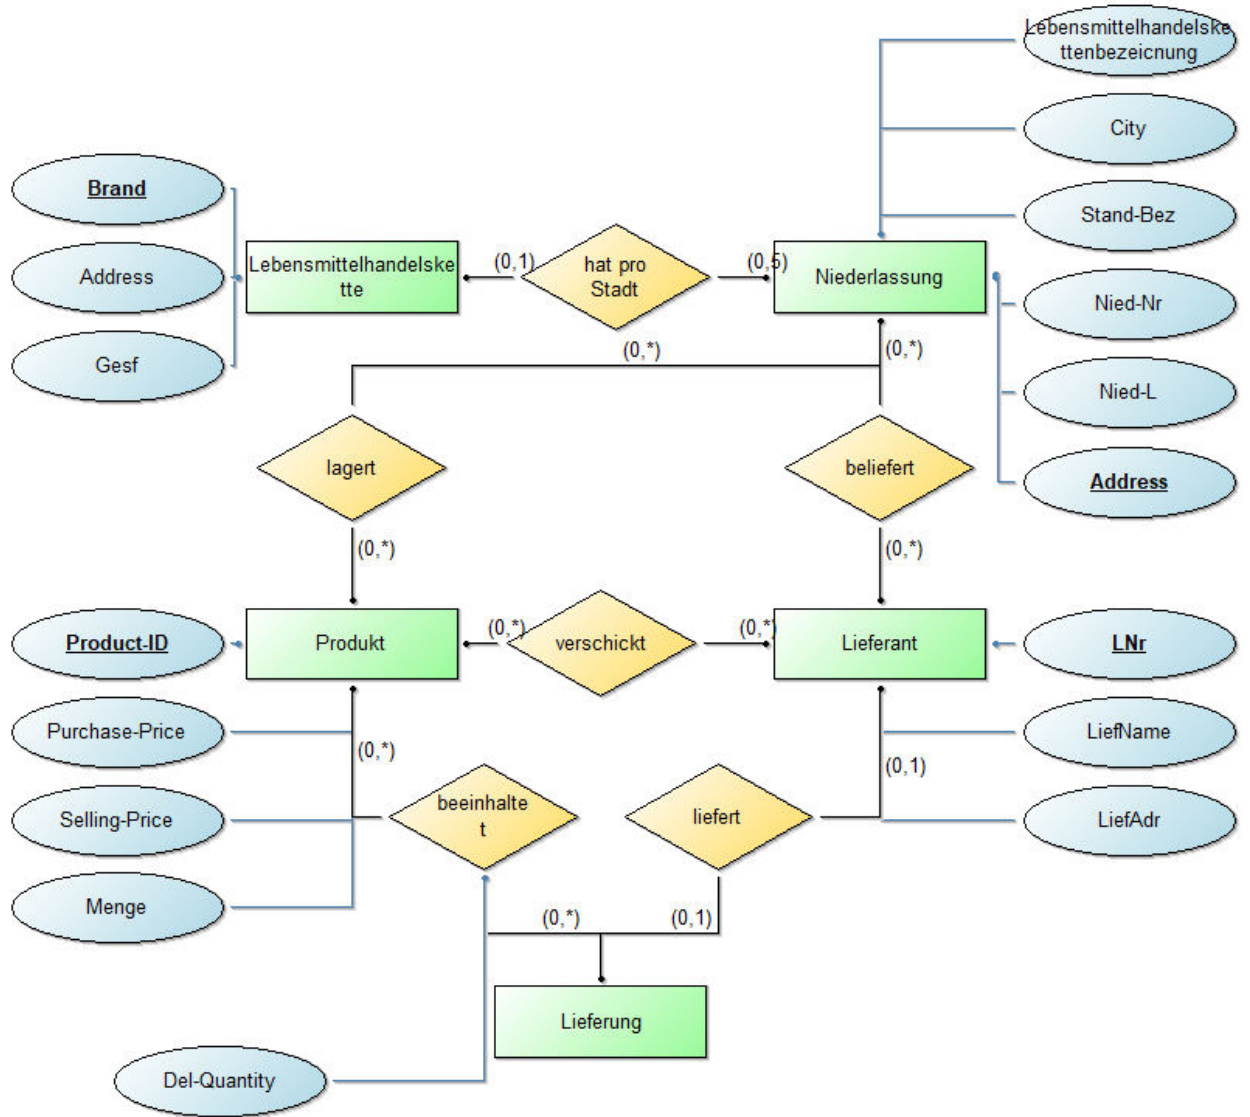 Lebensmittelhandelske
ttenbezeicnung
City
Brand
Stand-Bez
Address
Lebensmittelhandelske
tte
(0,1)
hat pro
Stadt
(0,5)
Niederlassung
Nied-Nr
Gesf
(0,*)
(0,*)
Nied-L
lagert
beliefert
Address
(0,*)
(0,*)
Product-ID
Produkt
(0,*)
verschickt
(0,*)
Lieferant
LNr
Purchase-Price
(0,*)
LiefName
(0,1)
Selling-Price
beeinhalte
t
liefert
LiefAdr
Menge
(0,*)
(0,1)
Lieferung
Del-Quantity